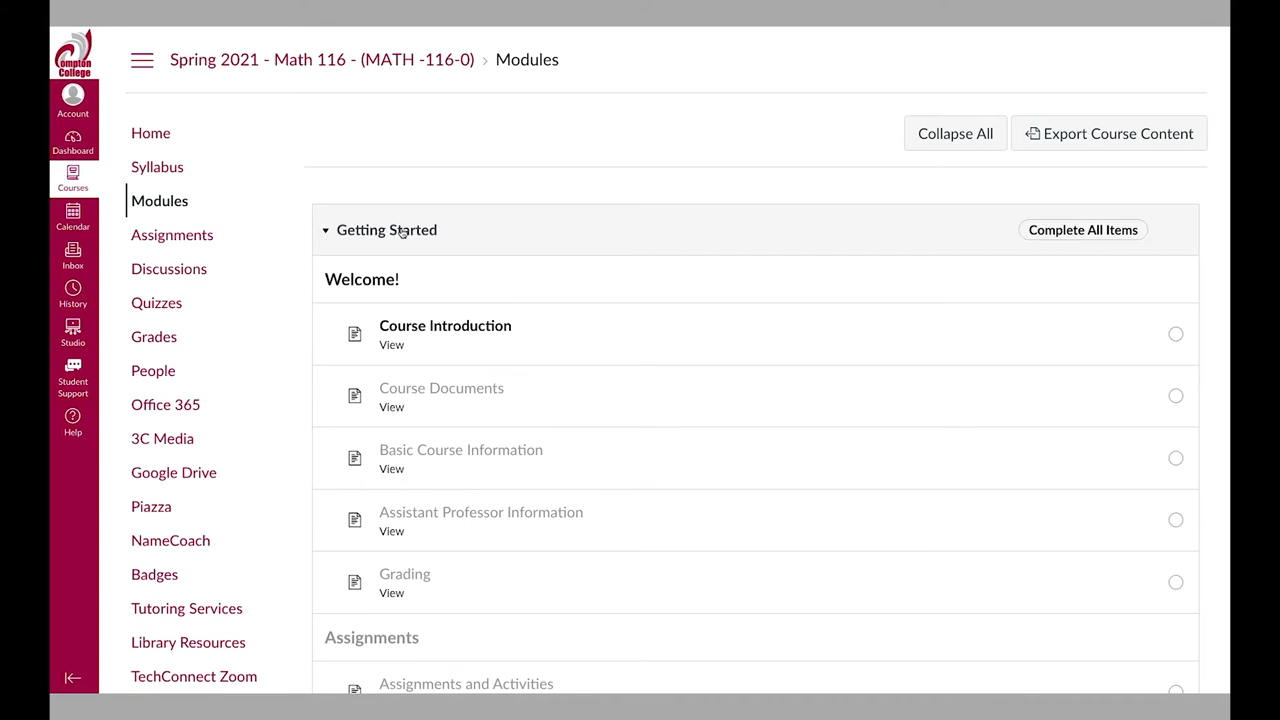 Compton
College
Spring 2021 - Math 116 - (MATH -116-0) › Modules
Account
Dashboard
Courses
Calendar
Inbox
History
Studio
Student
Support
Help
Home
Syllabus
Modules
Assignments
Discussions
Quizzes
Grades
People
Office 365
3C Media
Google Drive
Piazza
NameCoach
Badges
Tutoring Services
Library Resources
TechConnect Zoom
Collapse All
Export Course Content
Getting Started
Complete All Items
Welcome!
Course Introduction
View
Course Documents
View
Basic Course Information
View
Assistant Professor Information
View
Grading
View
Assignments
Assignments and Activities